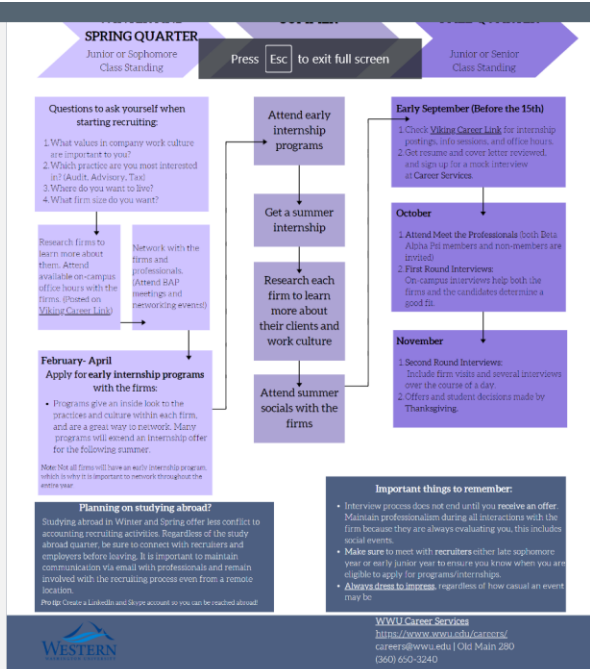 SPRING QUARTER
Junior or Sophomore
Class Standing
Press Esc to exit full screen
Junior or Senior
Class Standing
Questions to ask yourself when
starting recruiting:
1. What values in company work culture
are important to you?
2. Which practice are you most interested
in? (Audit, Advisory, Tax)
3. Where do you want to live?
4. What firm size do you want?
Research firms to
learn more about
them. Attend
available on-campus
office hours with the
firms. (Posted on
Viking Career Link)
Network with the
firms and
professionals.
(Attend BAP
meetings and
networking events!)
February- April
Apply for early internship programs
with the firms:
• Programs give an inside look to the
practices and culture within each firm,
and are a great way to network. Many
programs will extend an internship offer
for the following summer.
Note: Not all firms will have an early internship program,
which is why it is important to network throughout the
entire year.
Attend early
internship
programs
Get a summer
internship
Research each
firm to learn
more about
their clients and
work culture
Attend summer
socials with the
firms
Early September (Before the 15th)
1. Check Viking Career Link for internship
postings, info sessions, and office hours.
2. Get resume and cover letter reviewed,
and sign up for a mock interview
at Career Services.
October
1. Attend Meet the Professionals (both Beta
Alpha Psi members and non-members are
invited)
2. First Round Interviews:
On-campus interviews help both the
firms and the candidates determine a
good fit.
November
1. Second Round Interviews:
Include firm visits and several interviews
over the course of a day.
2. Offers and student decisions made by
Thanksgiving.
Planning on studying abroad?
Studying abroad in Winter and Spring offer less conflict to
accounting recruiting activities. Regardless of the study
abroad quarter, be sure to connect with recruiters and
employers before leaving. It is important to maintain
communication via email with professionals and remain
involved with the recruiting process even from a remote
location.
Pro tip: Create a LinkedIn and Skype account so you can be reached abroad!
Important things to remember:
• Interview process does not end until you receive an offer.
Maintain professionalism during all interactions with the
firm because they are always evaluating you, this includes
social events.
• Make sure to meet with recruiters either late sophomore
year or early junior year to ensure you know when you are
eligible to apply for programs/internships.
• Always dress to impress, regardless of how casual an event
may be
WESTERN
WWU Career Services
https://www.wwu.edu/careers/
careers@wwu.edu | Old Main 280
(360) 650-3240